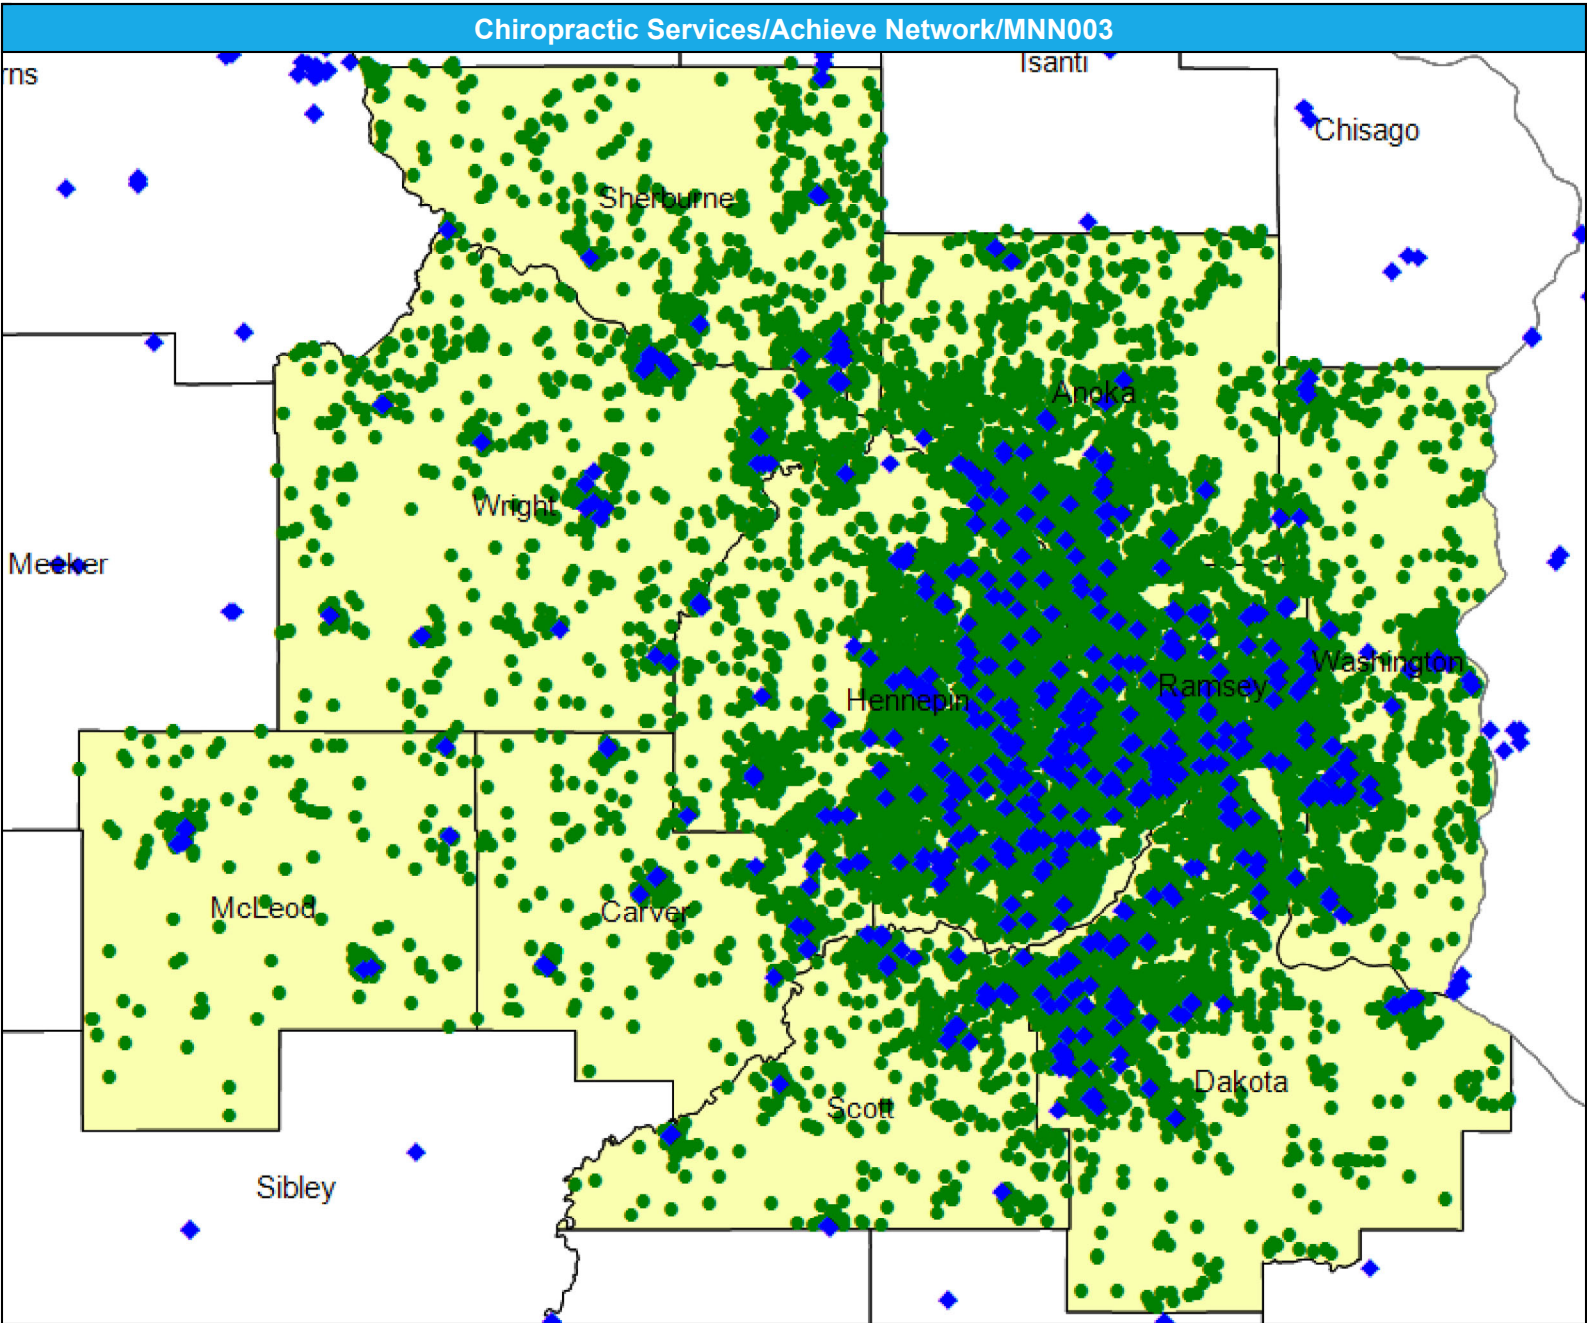 Chiropractic Services/Achieve Network/MNN003
Isanti
rns
Chisago
Sherburne
Anoka
Wright
Meeker
Washington
Ramsey
Hennepin
McLeod
Carver
Dakota
Scott
Sibley